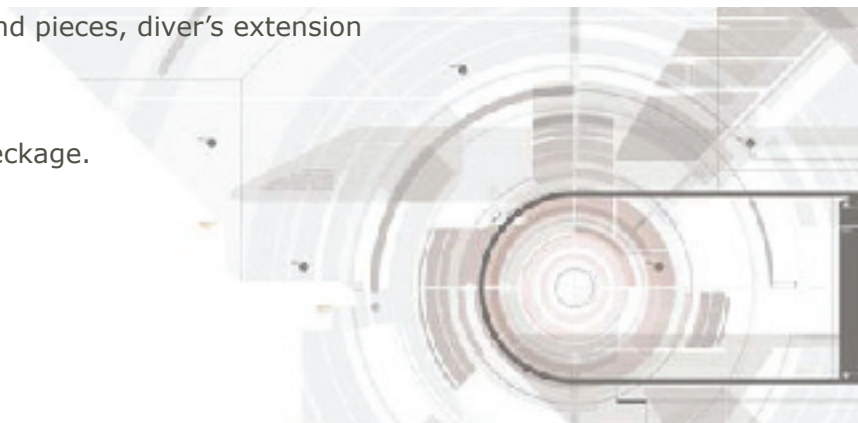 nd pieces, diver’s extension
eckage.